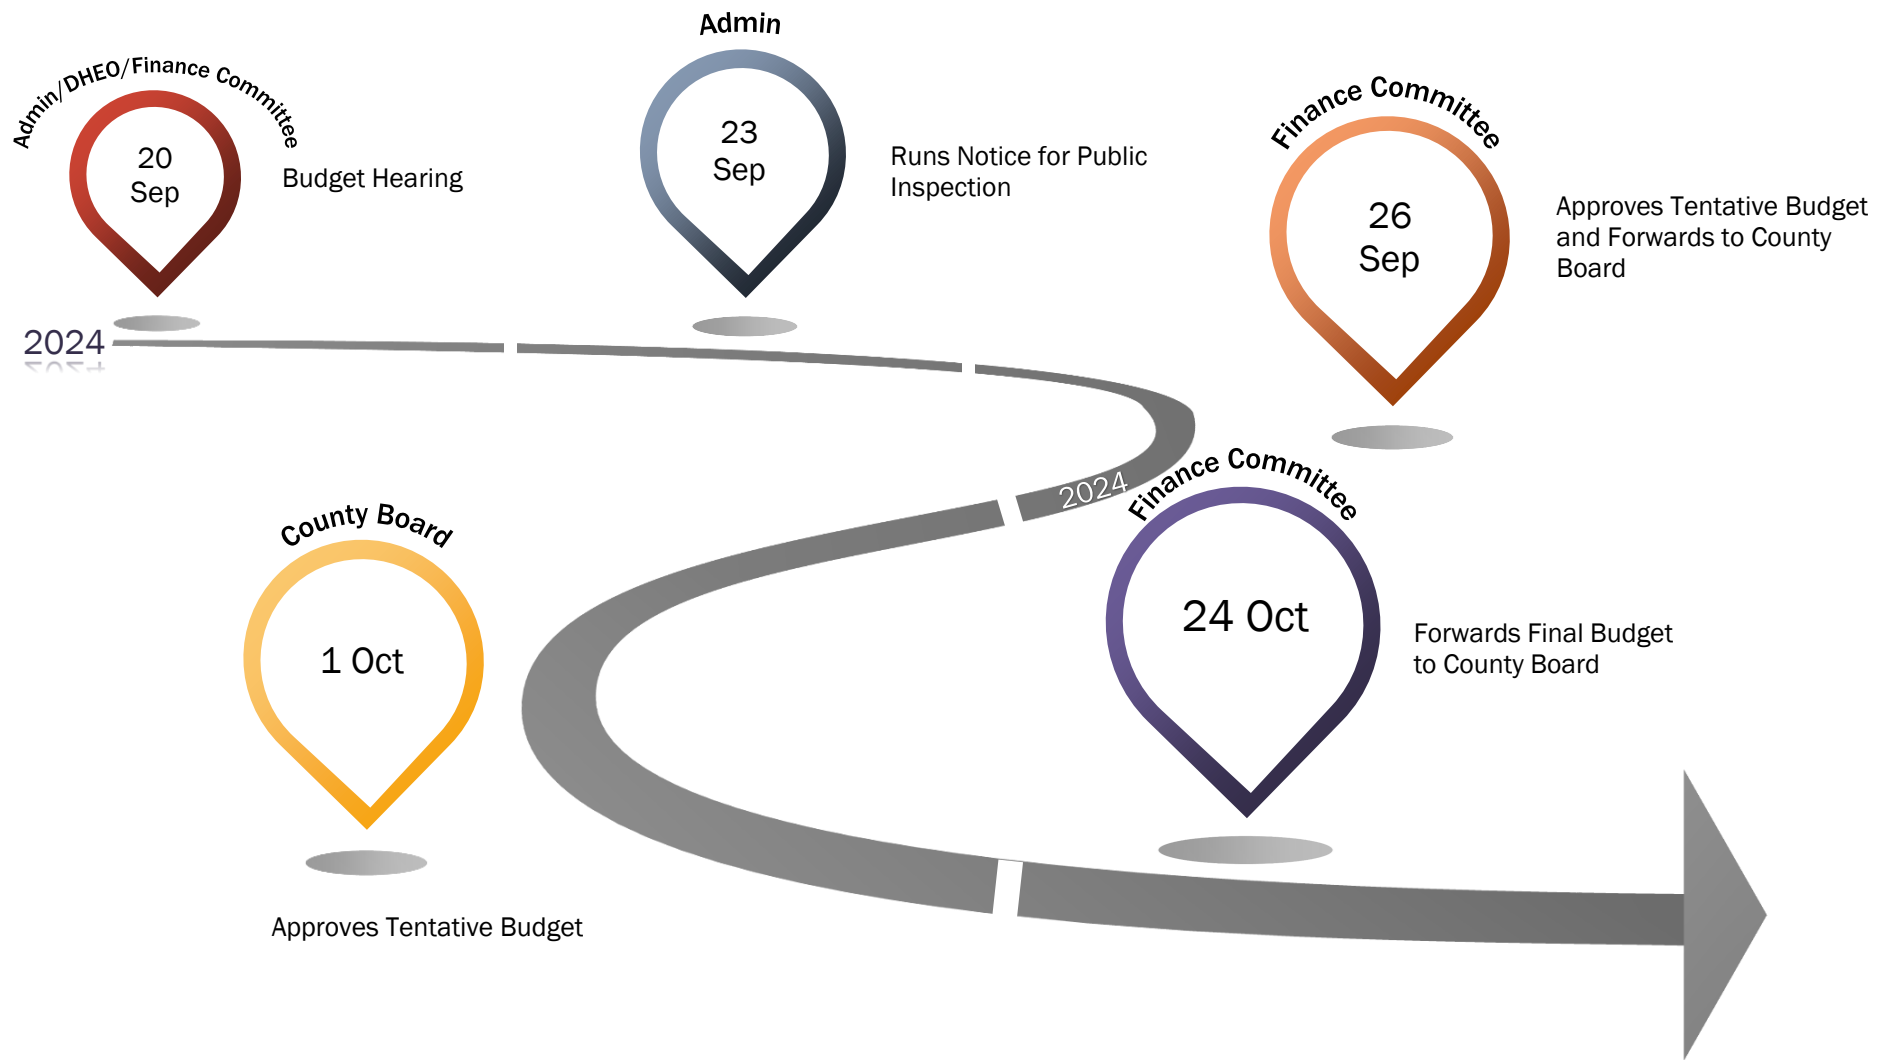 Admin/DHEO/Finance Committee
20
Sep
Budget Hearing
Admin
23
Sep
Runs Notice for Public
Inspection
Finance Committee
26
Sep
Approves Tentative Budget
and Forwards to County
Board
2024
2024
Finance Committee
24 Oct
Forwards Final Budget
to County Board
County Board
1 Oct
Approves Tentative Budget